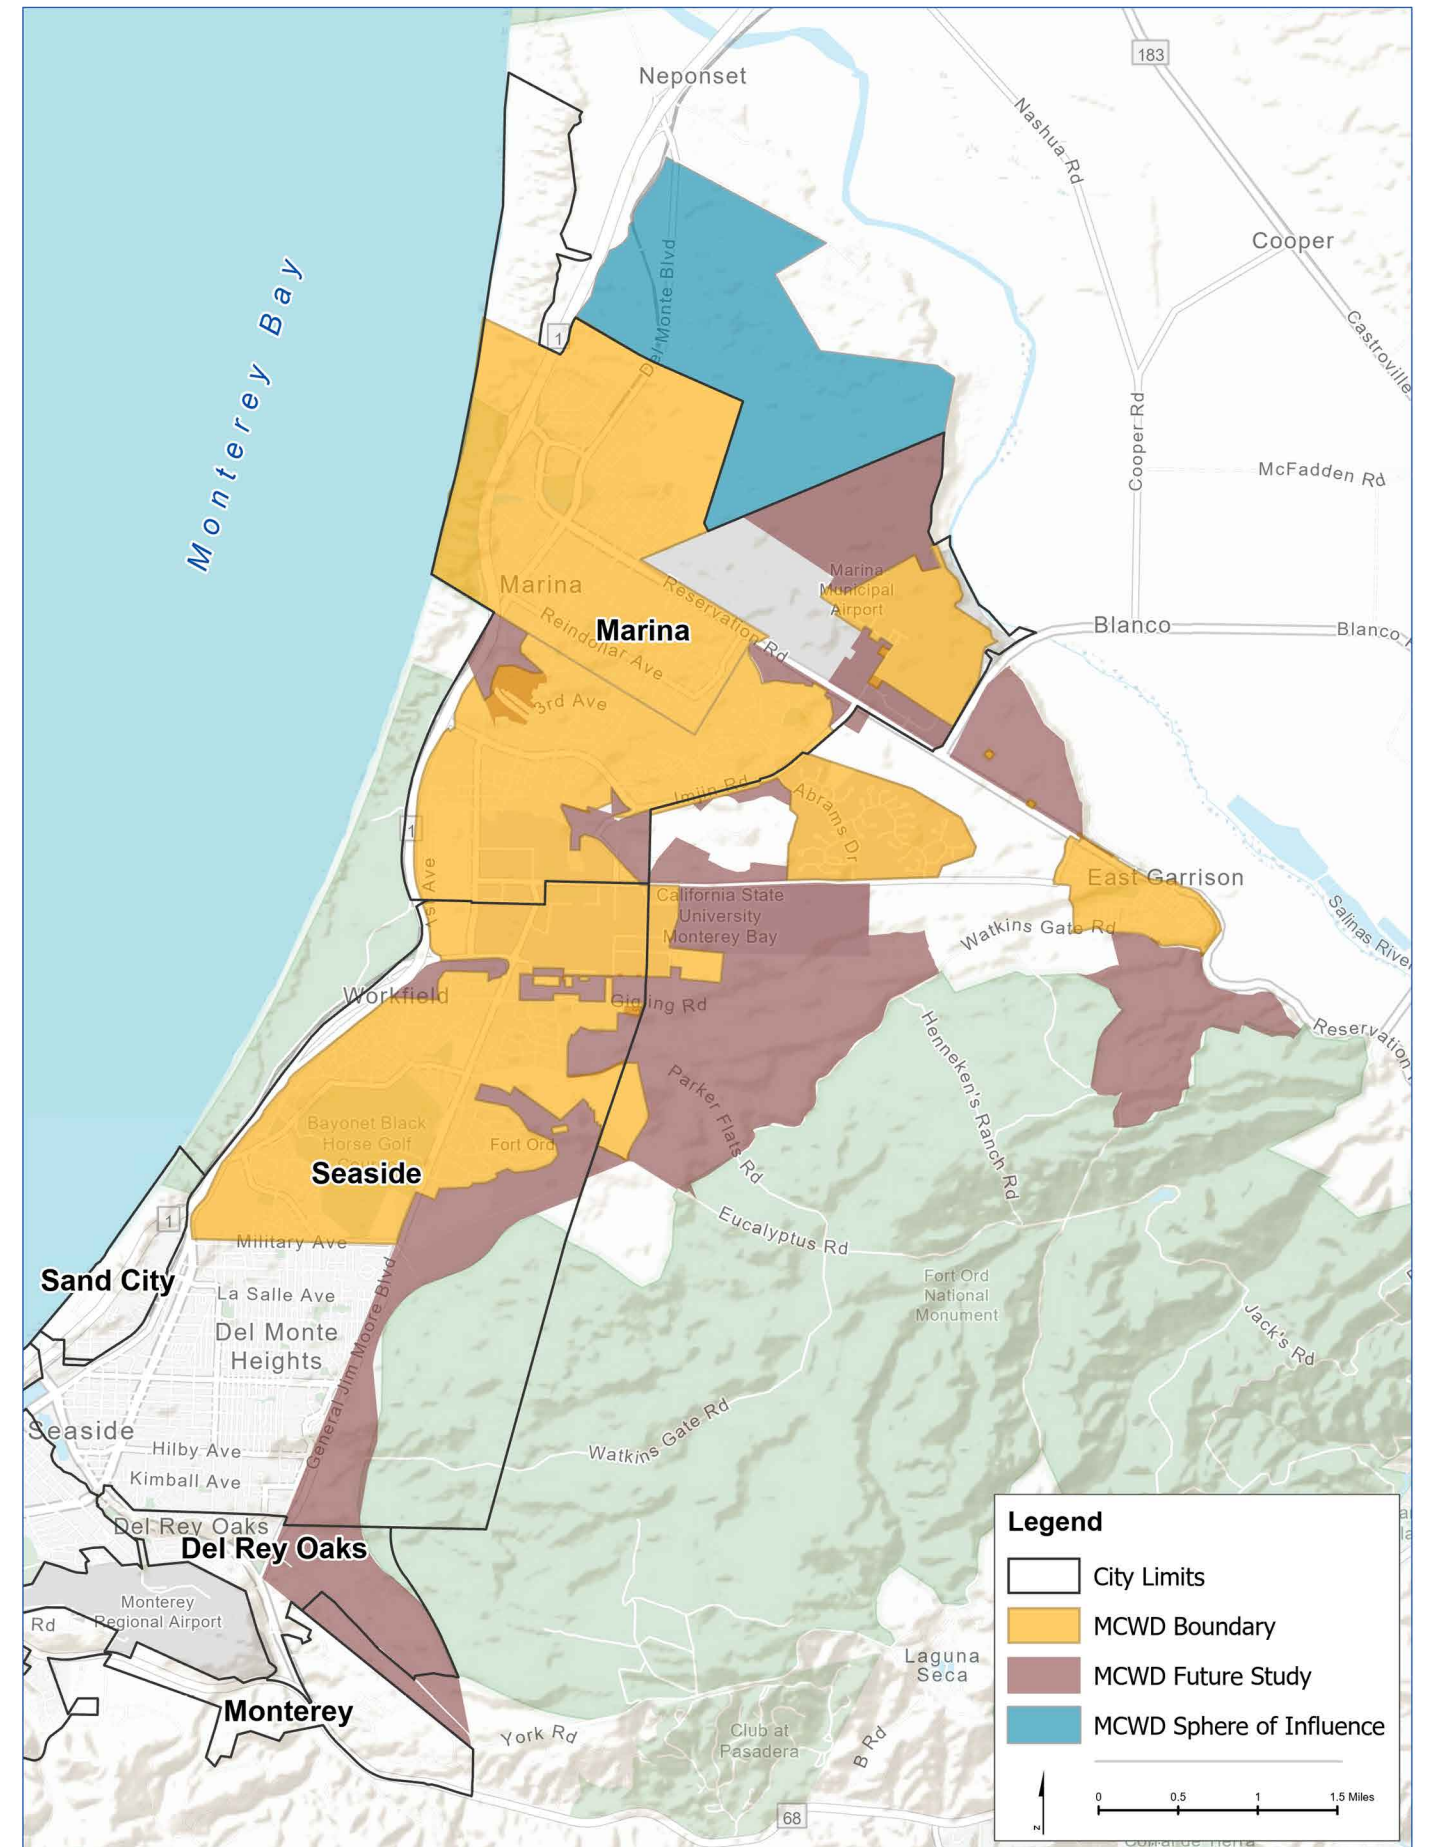 183
Neponset
Nashua Rd
Cooper
Monterey Bay
Del Monte Blvd
1
Castroville
Cooper Rd
McFadden Rd
Marina
Marina
Municipal
Airport
Reservation Rd
Marina
Reindollar Ave
Blanco
Blanco
3rd Ave
Imjin Rd
Abrams Dr
1
Ave
East Garrison
California State
University
Monterey Bay
Watkins Gate Rd
Salinas River
Workfield
Gigling Rd
Henneken's Ranch Rd
Reservation
Parker Flats Rd
Bayonet Black
Horse Golf
Fort Ord
Seaside
1
Eucalyptus Rd
Military Ave
Sand City
La Salle Ave
Fort Ord
National
Monument
Del Monte
Heights
General Jim Moore Blvd
Jack's Rd
Seaside
Hilby Ave
Watkins Gate Rd
Kimball Ave
Del Rey Oaks
Del Rey Oaks
Monterey
Regional Airport
Rd
Laguna
Seca
Monterey
York Rd
Club at
Pasadera
B Rd
68
Legend
City Limits
MCWD Boundary
MCWD Future Study
MCWD Sphere of Influence
0 0.5 1 1.5 Miles
N
Corral de Tierra